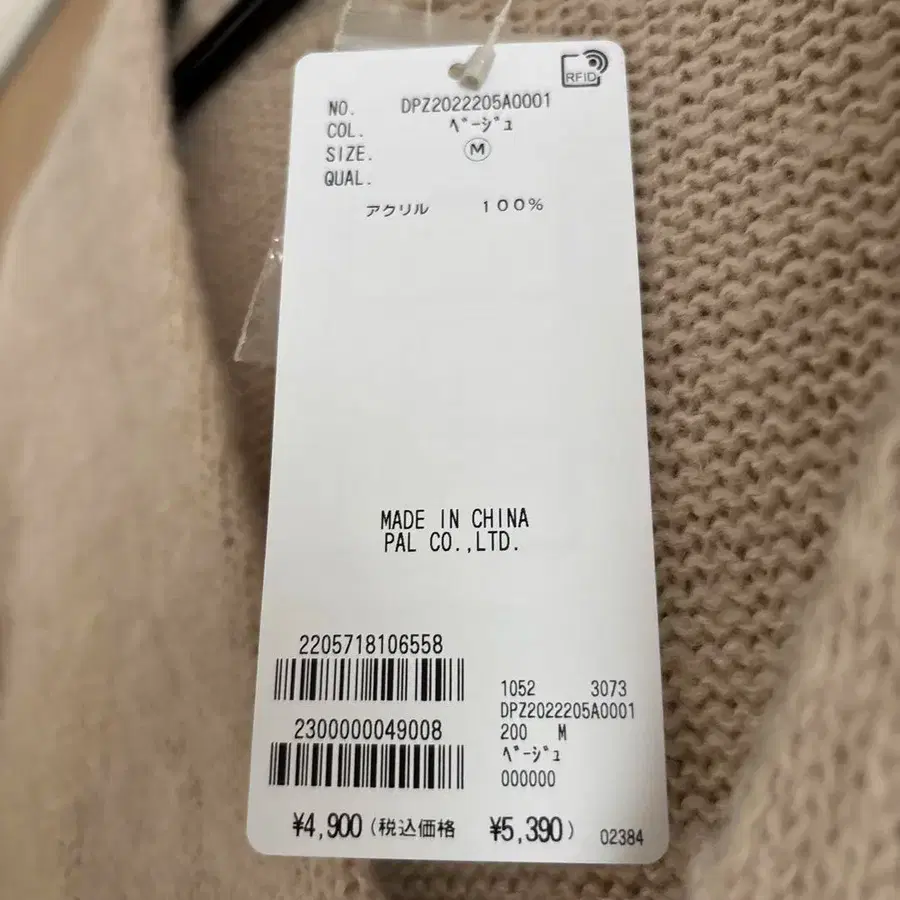 RFID
NO. DPZ2022205A0001
COL. ﾍﾞｰｼﾞｭ
SIZE. Ⓜ
QUAL.
アクリル 100%
MADE IN CHINA
PAL CO.,LTD.
2205718106558
2300000049008
1052 3073
DPZ2022205A0001
200 M
ﾍﾞｰｼﾞｭ
000000
¥4,900 (税込価格 ¥5,390)
02384